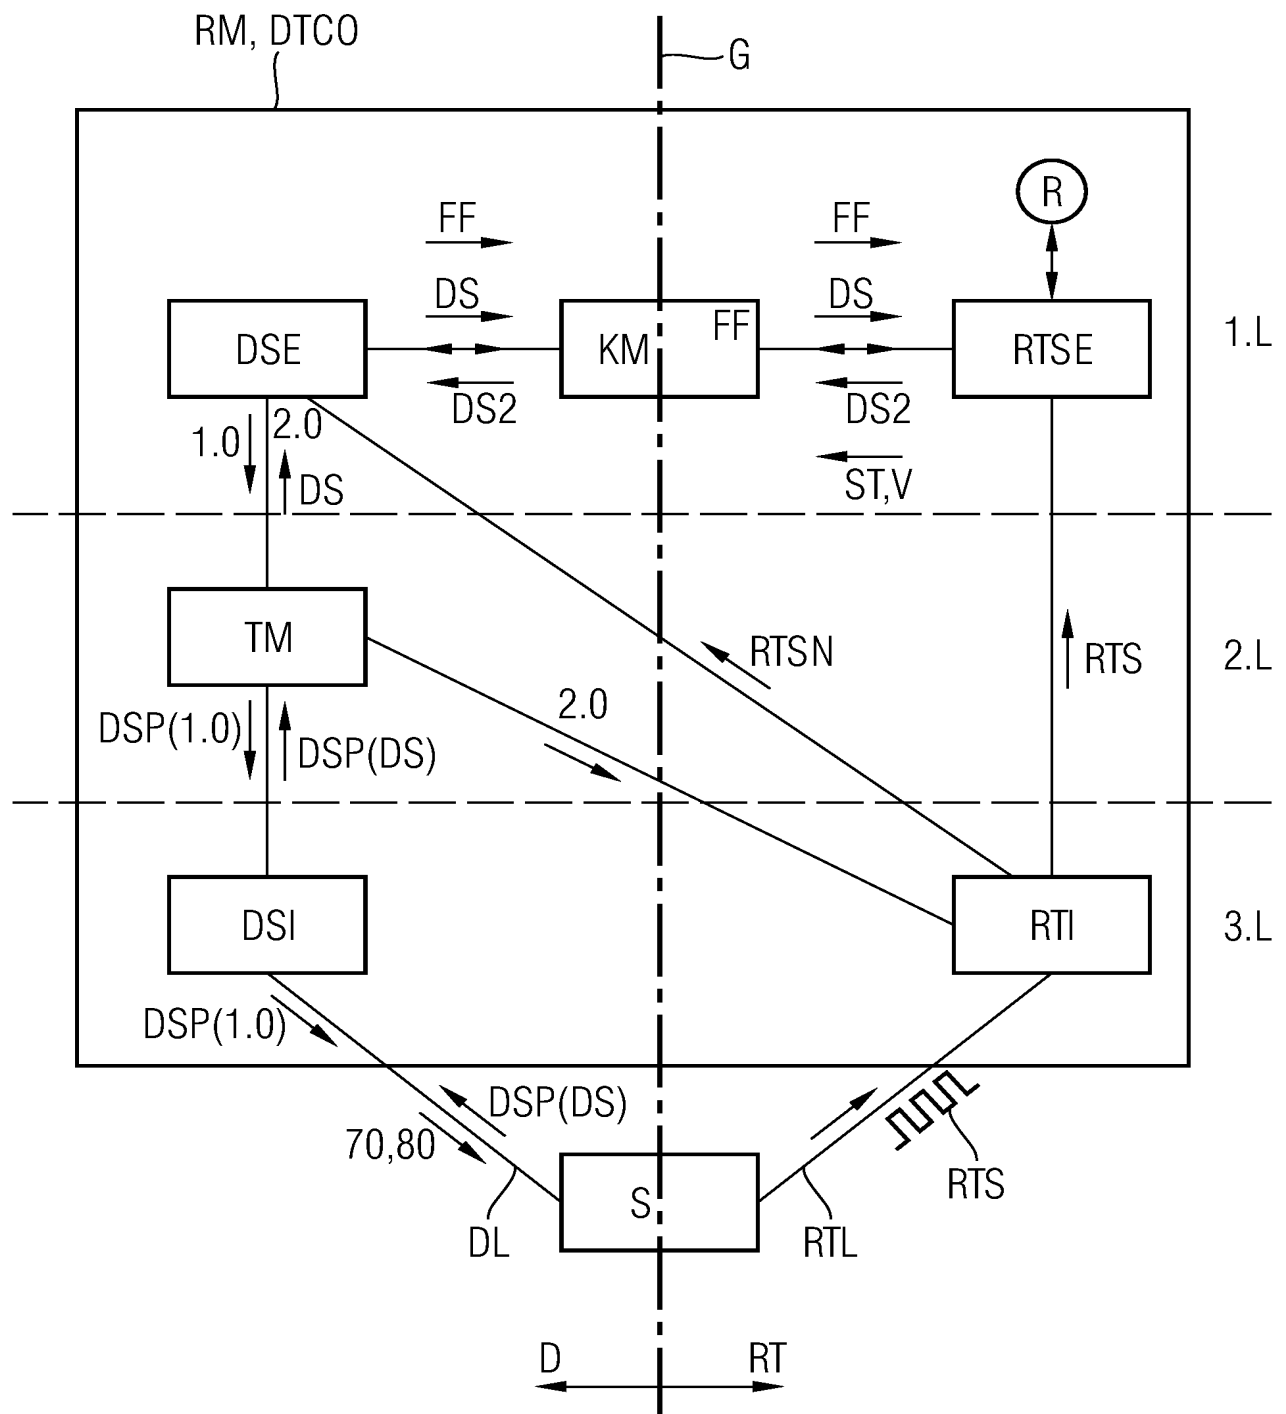 RM, DTCO
G
R
FF
FF
DS
DS
DSE
KM
FF
RTSE
1.L
DS2
DS2
1.0
2.0
DS
ST,V
TM
RTSN
RTS
2.L
2.0
DSP(1.0)
DSP(DS)
DSI
RTI
3.L
DSP(1.0)
DSP(DS)
70,80
RTS
S
DL
RTL
D
RT